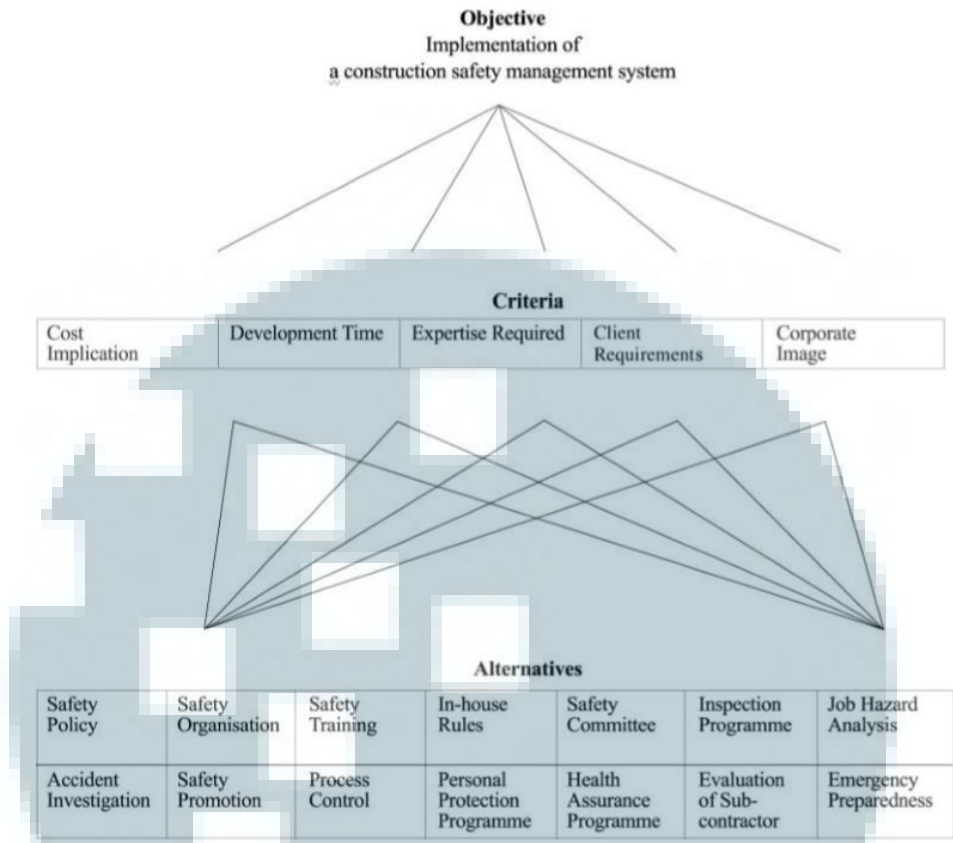 Objective
Implementation of
a construction safety management system
Criteria
Cost
Implication
Development Time
Expertise Required
Client
Requirements
Corporate
Image
Alternatives
Safety
Policy
Safety
Organisation
Safety
Training
In-house
Rules
Safety
Committee
Inspection
Programme
Job Hazard
Analysis
Accident
Investigation
Safety
Promotion
Process
Control
Personal
Protection
Programme
Health
Assurance
Programme
Evaluation
of Sub-
contractor
Emergency
Preparedness